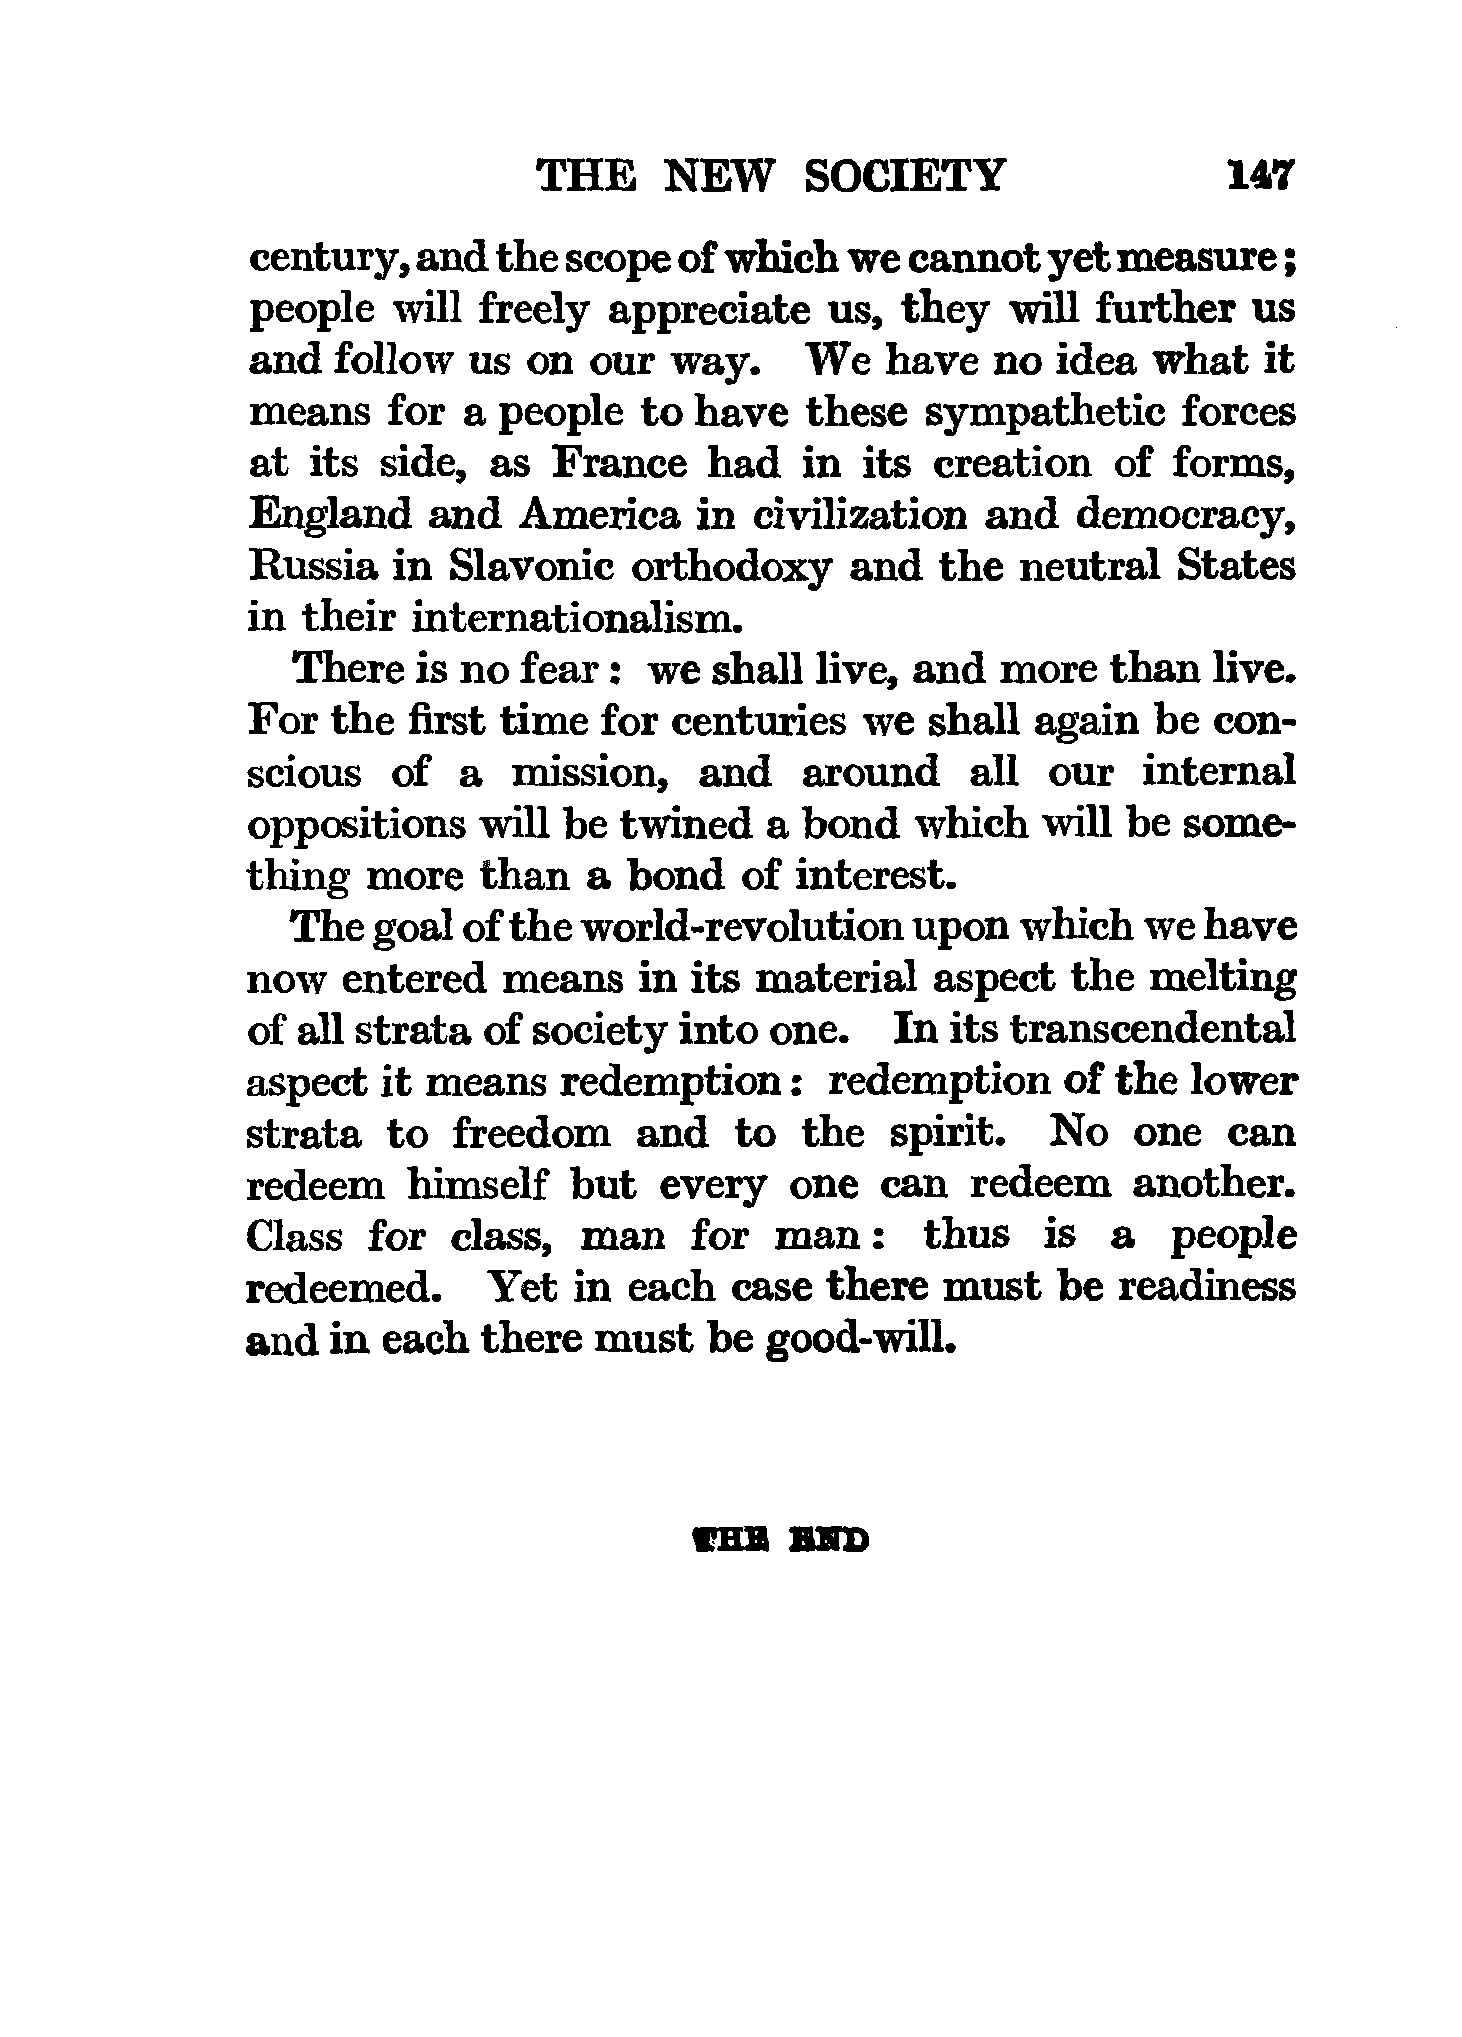 THE NEW SOCIETY 147
century, and the scope of which we cannot yet measure;
people will freely appreciate us, they will further us
and follow us on our way. We have no idea what it
means for a people to have these sympathetic forces
at its side, as France had in its creation of forms,
England and America in civilization and democracy,
Russia in Slavonic orthodoxy and the neutral States
in their internationalism.
There is no fear: we shall live, and more than live.
For the first time for centuries we shall again be con-
scious of a mission, and around all our internal
oppositions will be twined a bond which will be some-
thing more than a bond of interest.
The goal of the world-revolution upon which we have
now entered means in its material aspect the melting
of all strata of society into one. In its transcendental
aspect it means redemption: redemption of the lower
strata to freedom and to the spirit. No one can
redeem himself but every one can redeem another.
Class for class, man for man: thus is a people
redeemed. Yet in each case there must be readiness
and in each there must be good-will.
THE END